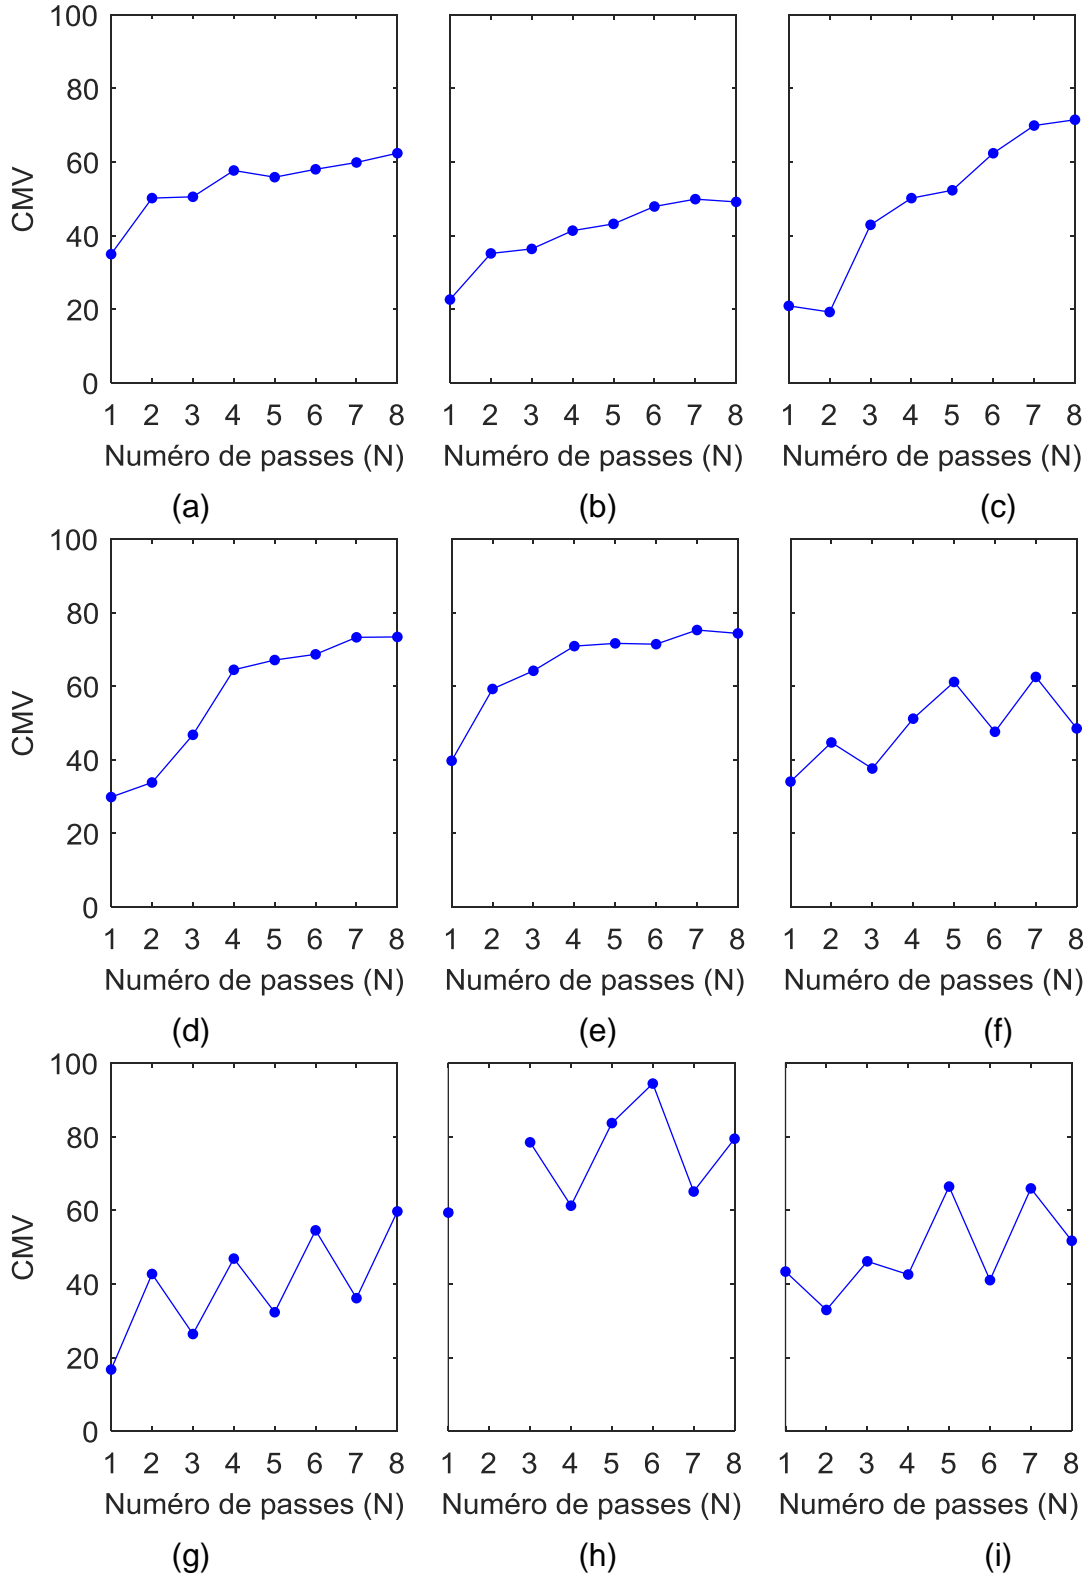 100
80
60
40
20
0
CMV
1 2 3 4 5 6 7 8
1 2 3 4 5 6 7 8
1 2 3 4 5 6 7 8
Numéro de passes (N)
Numéro de passes (N)
Numéro de passes (N)
(a)
(b)
(c)
100
80
60
40
20
0
CMV
1 2 3 4 5 6 7 8
1 2 3 4 5 6 7 8
1 2 3 4 5 6 7 8
Numéro de passes (N)
Numéro de passes (N)
Numéro de passes (N)
(d)
(e)
(f)
100
80
60
40
20
0
CMV
1 2 3 4 5 6 7 8
1 2 3 4 5 6 7 8
1 2 3 4 5 6 7 8
Numéro de passes (N)
Numéro de passes (N)
Numéro de passes (N)
(g)
(h)
(i)